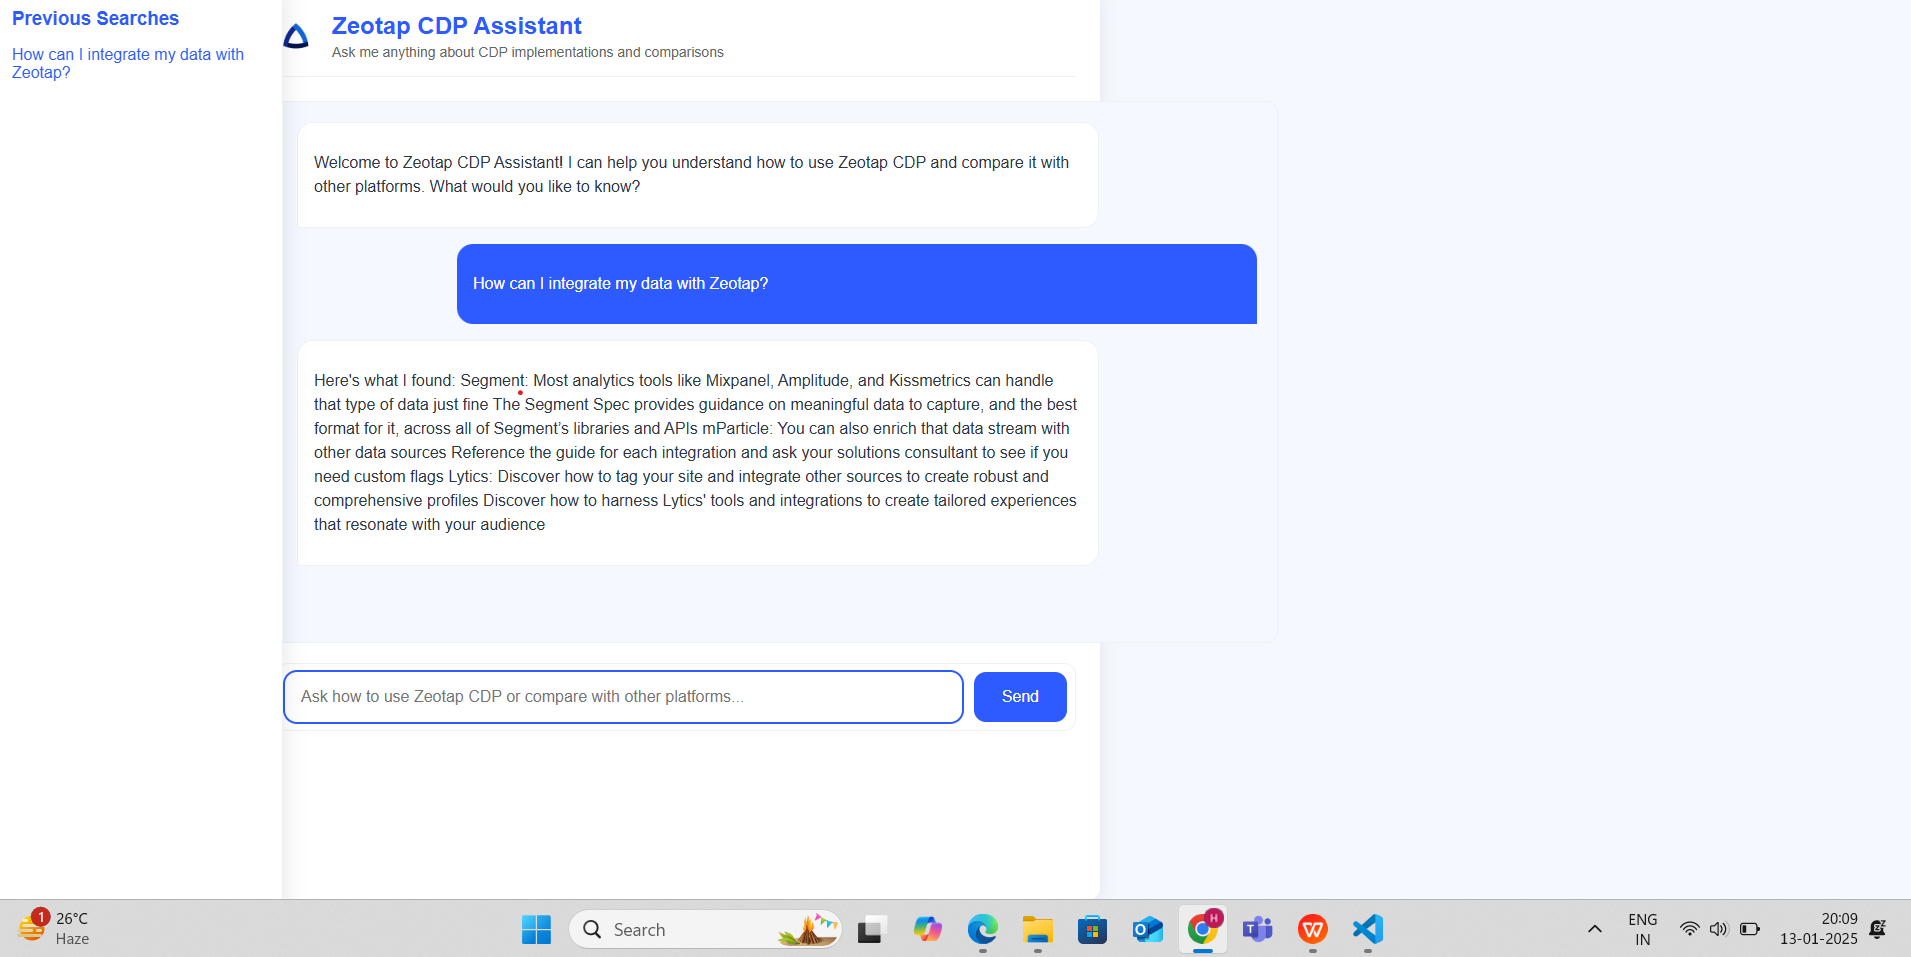 Previous Searches
How can I integrate my data with
Zeotap?
Zeotap CDP Assistant
Ask me anything about CDP implementations and comparisons
Welcome to Zeotap CDP Assistant! I can help you understand how to use Zeotap CDP and compare it with
other platforms. What would you like to know?
How can I integrate my data with Zeotap?
Here's what I found: Segment: Most analytics tools like Mixpanel, Amplitude, and Kissmetrics can handle
that type of data just fine The Segment Spec provides guidance on meaningful data to capture, and the best
format for it, across all of Segment’s libraries and APIs mParticle: You can also enrich that data stream with
other data sources Reference the guide for each integration and ask your solutions consultant to see if you
need custom flags Lytics: Discover how to tag your site and integrate other sources to create robust and
comprehensive profiles Discover how to harness Lytics' tools and integrations to create tailored experiences
that resonate with your audience
Ask how to use Zeotap CDP or compare with other platforms...
Send
1
26°C
Haze
Search
H
ENG
IN
20:09
13-01-2025